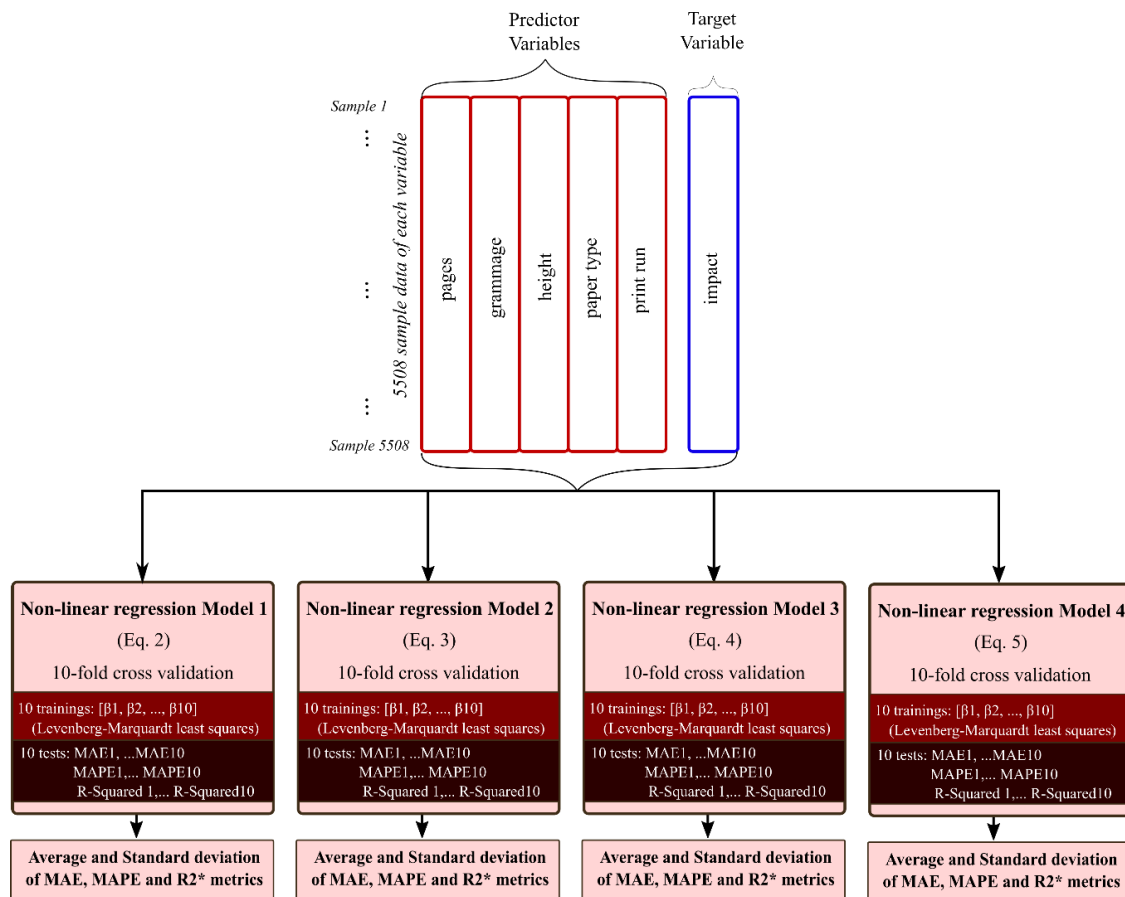 Predictor
Variables
Target
Variable
Sample 1
...
5508 sample data of each variable
...
...
Sample 5508
pages
grammage
height
paper type
print run
impact
Non-linear regression Model 1
(Eq. 2)
10-fold cross validation
10 trainings: [β1, β2, ..., β10]
(Levenberg-Marquardt least squares)
10 tests: MAE1, ...MAE10
MAPE1,... MAPE10
R-Squared 1,... R-Squared10
Average and Standard deviation
of MAE, MAPE and R2* metrics
Non-linear regression Model 2
(Eq. 3)
10-fold cross validation
10 trainings: [β1, β2, ..., β10]
(Levenberg-Marquardt least squares)
10 tests: MAE1, ...MAE10
MAPE1,... MAPE10
R-Squared 1,... R-Squared10
Average and Standard deviation
of MAE, MAPE and R2* metrics
Non-linear regression Model 3
(Eq. 4)
10-fold cross validation
10 trainings: [β1, β2, ..., β10]
(Levenberg-Marquardt least squares)
10 tests: MAE1, ...MAE10
MAPE1,... MAPE10
R-Squared 1,... R-Squared10
Average and Standard deviation
of MAE, MAPE and R2* metrics
Non-linear regression Model 4
(Eq. 5)
10-fold cross validation
10 trainings: [β1, β2, ..., β10]
(Levenberg-Marquardt least squares)
10 tests: MAE1, ...MAE10
MAPE1,... MAPE10
R-Squared 1,... R-Squared10
Average and Standard deviation
of MAE, MAPE and R2* metrics